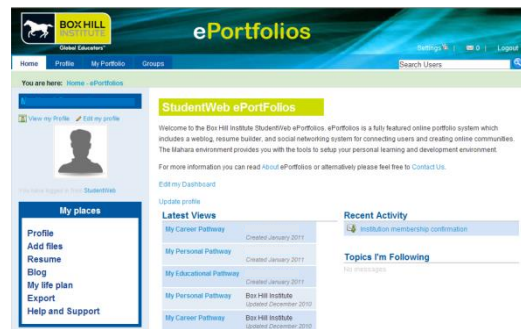 BOX HILL
INSTITUTE
Global Educators
ePortfolios
Settings | 0 | Logout
Home Profile My Portfolio Groups
Search Users
You are here: Home - ePortfolios
View my Profile Edit my profile
StudentWeb
My places
Profile
Add files
Resume
Blog
My life plan
Export
Help and Support
StudentWeb ePortFolios
Welcome to the Box Hill Institute StudentWeb ePortfolios. ePortfolios is a fully featured online portfolio system which
includes a weblog, resume builder, and social networking system for connecting users and creating online communities.
The Mahara environment provides you with the tools to setup your personal learning and development environment.
For more information you can read About ePortfolios or alternatively please feel free to Contact Us.
Edit my Dashboard
Update profile
Latest Views
My Career Pathway
Created January 2011
My Personal Pathway
Created January 2011
My Educational Pathway
Created January 2011
My Personal Pathway Box Hill Institute
Updated December 2010
My Career Pathway Box Hill Institute
Updated December 2010
Recent Activity
Institution membership confirmation
Topics I'm Following
No messages